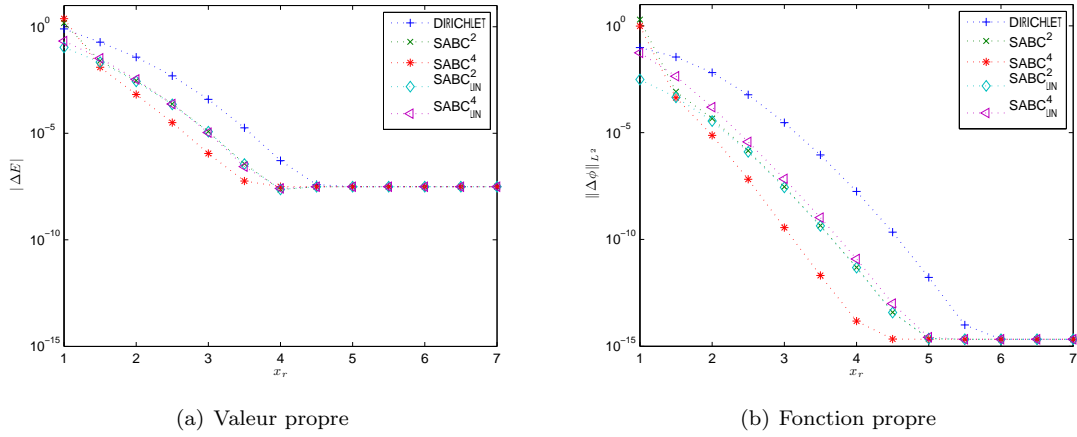 10^0
10^-5
10^-10
10^-15
|ΔE|
1 2 3 4 5 6 7
x_r
DIRICHLET
SABC^2
SABC^4
SABC^2_LIN
SABC^4_LIN
(a) Valeur propre
10^0
10^-5
10^-10
10^-15
‖Δϕ‖_L^2
1 2 3 4 5 6 7
x_r
DIRICHLET
SABC^2
SABC^4
SABC^2_LIN
SABC^4_LIN
(b) Fonction propre